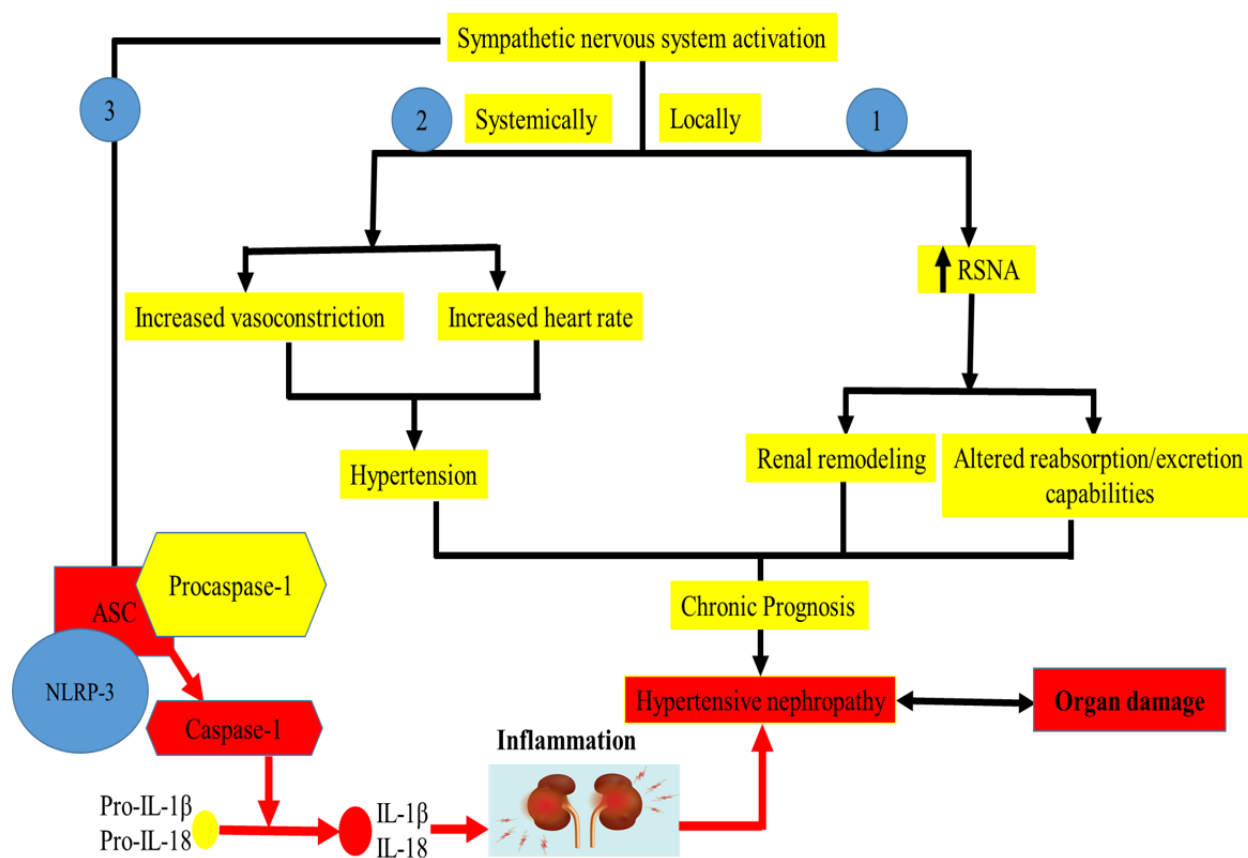 Sympathetic nervous system activation
3
2
Systemically
Locally
1
RSNA
Increased vasoconstriction
Increased heart rate
Hypertension
Renal remodeling
Altered reabsorption/excretion
capabilities
Procaspase-1
ASC
NLRP-3
Caspase-1
Chronic Prognosis
Hypertensive nephropathy
Organ damage
Inflammation
Pro-IL-1β
Pro-IL-18
IL-1β
IL-18